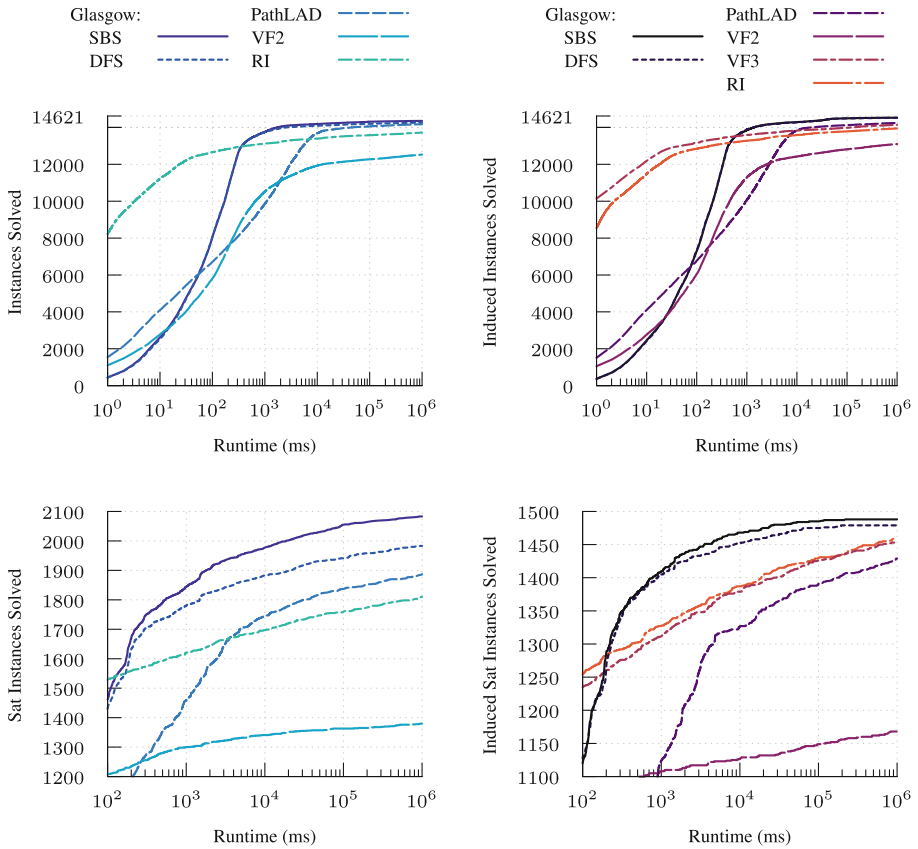 Glasgow: PathLAD
SBS VF2
DFS RI
Glasgow: PathLAD
SBS VF2
DFS VF3
RI
14621
12000
10000
8000
6000
4000
2000
0
Instances Solved
10^0 10^1 10^2 10^3 10^4 10^5 10^6
Runtime (ms)
14621
12000
10000
8000
6000
4000
2000
0
Induced Instances Solved
10^0 10^1 10^2 10^3 10^4 10^5 10^6
Runtime (ms)
2100
2000
1900
1800
1700
1600
1500
1400
1300
1200
Sat Instances Solved
10^2 10^3 10^4 10^5 10^6
Runtime (ms)
1500
1450
1400
1350
1300
1250
1200
1150
1100
Induced Sat Instances Solved
10^2 10^3 10^4 10^5 10^6
Runtime (ms)